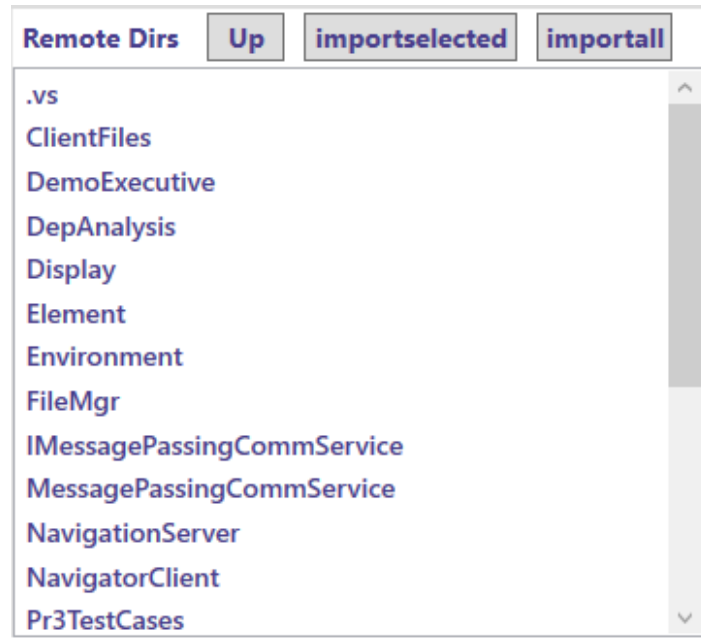 Remote Dirs Up importselected importall
.vs
ClientFiles
DemoExecutive
DepAnalysis
Display
Element
Environment
FileMgr
IMessagePassingCommService
MessagePassingCommService
NavigationServer
NavigatorClient
Pr3TestCases